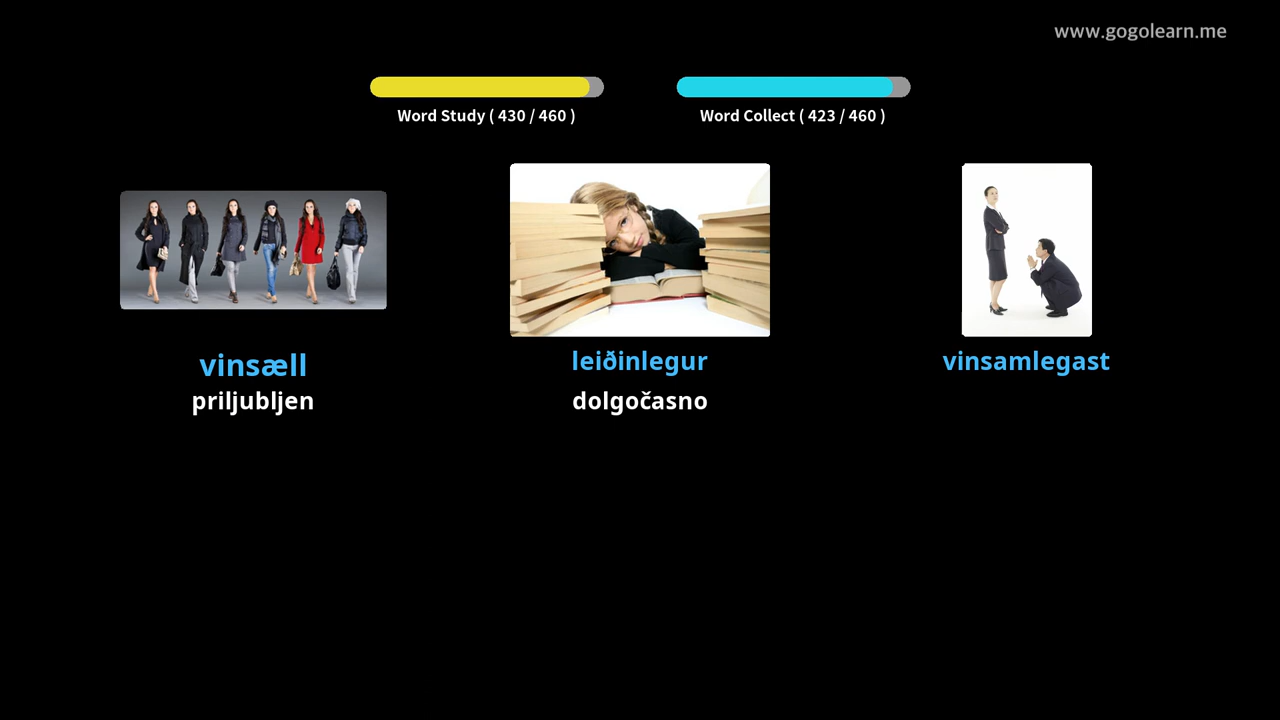 www.gogolearn.me
Word Study ( 430 / 460 )
Word Collect ( 423 / 460 )
vinsæll
priljubljen
leiðinlegur
dolgočasno
vinsamlegast